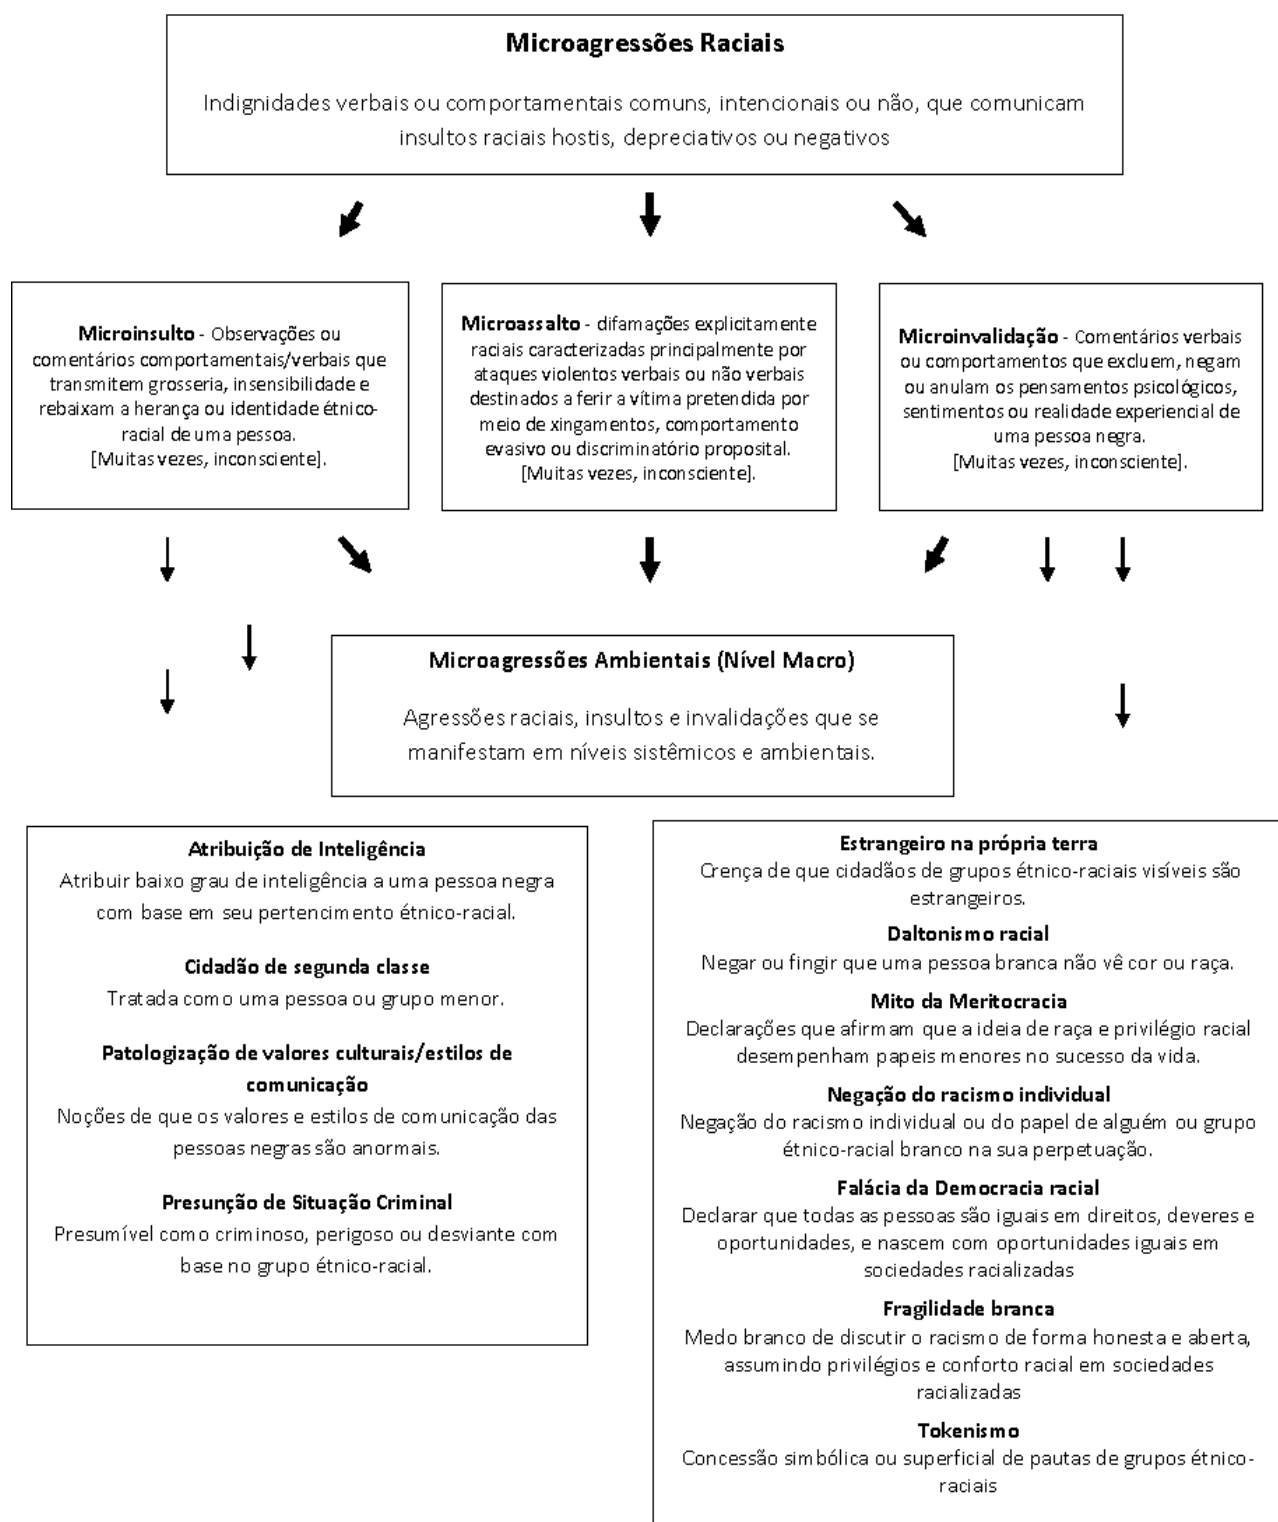 Microagressões Raciais
Indignidades verbais ou comportamentais comuns, intencionais ou não, que comunicam
insultos raciais hostis, depreciativos ou negativos
Microinsulto - Observações ou
comentários comportamentais/verbais que
transmitem grosseria, insensibilidade e
rebaixam a herança ou identidade étnico-
racial de uma pessoa.
[Muitas vezes, inconsciente].
Microassalto - difamações explicitamente
raciais caracterizadas principalmente por
ataques violentos verbais ou não verbais
destinados a ferir a vítima pretendida por
meio de xingamentos, comportamento
evasivo ou discriminatório proposital.
[Muitas vezes, inconsciente].
Microinvalidação - Comentários verbais
ou comportamentos que excluem, negam
ou anulam os pensamentos psicológicos,
sentimentos ou realidade experiencial de
uma pessoa negra.
[Muitas vezes, inconsciente].
Microagressões Ambientais (Nível Macro)
Agressões raciais, insultos e invalidações que se
manifestam em níveis sistêmicos e ambientais.
Atribuição de Inteligência
Atribuir baixo grau de inteligência a uma pessoa negra
com base em seu pertencimento étnico-racial.
Cidadão de segunda classe
Tratada como uma pessoa ou grupo menor.
Patologização de valores culturais/estilos de
comunicação
Noções de que os valores e estilos de comunicação das
pessoas negras são anormais.
Presunção de Situação Criminal
Presumível como criminoso, perigoso ou desviante com
base no grupo étnico-racial.
Estrangeiro na própria terra
Crença de que cidadãos de grupos étnico-raciais visíveis são
estrangeiros.
Daltonismo racial
Negar ou fingir que uma pessoa branca não vê cor ou raça.
Mito da Meritocracia
Declarações que afirmam que a ideia de raça e privilégio racial
desempenham papeis menores no sucesso da vida.
Negação do racismo individual
Negação do racismo individual ou do papel de alguém ou grupo
étnico-racial branco na sua perpetuação.
Falácia da Democracia racial
Declarar que todas as pessoas são iguais em direitos, deveres e
oportunidades, e nascem com oportunidades iguais em
sociedades racializadas
Fragilidade branca
Medo branco de discutir o racismo de forma honesta e aberta,
assumindo privilégios e conforto racial em sociedades
racializadas
Tokenismo
Concessão simbólica ou superficial de pautas de grupos étnico-
raciais